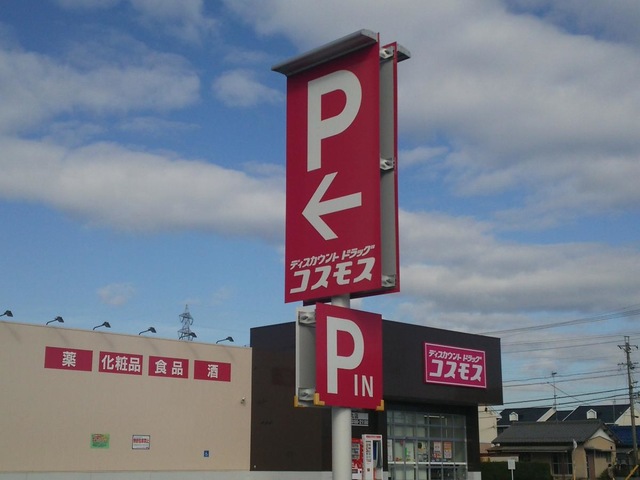 P
ディスカウント ドラッグ
コスモス
P IN
薬
化粧品
食品
酒
ディスカウント ドラッグ
コスモス